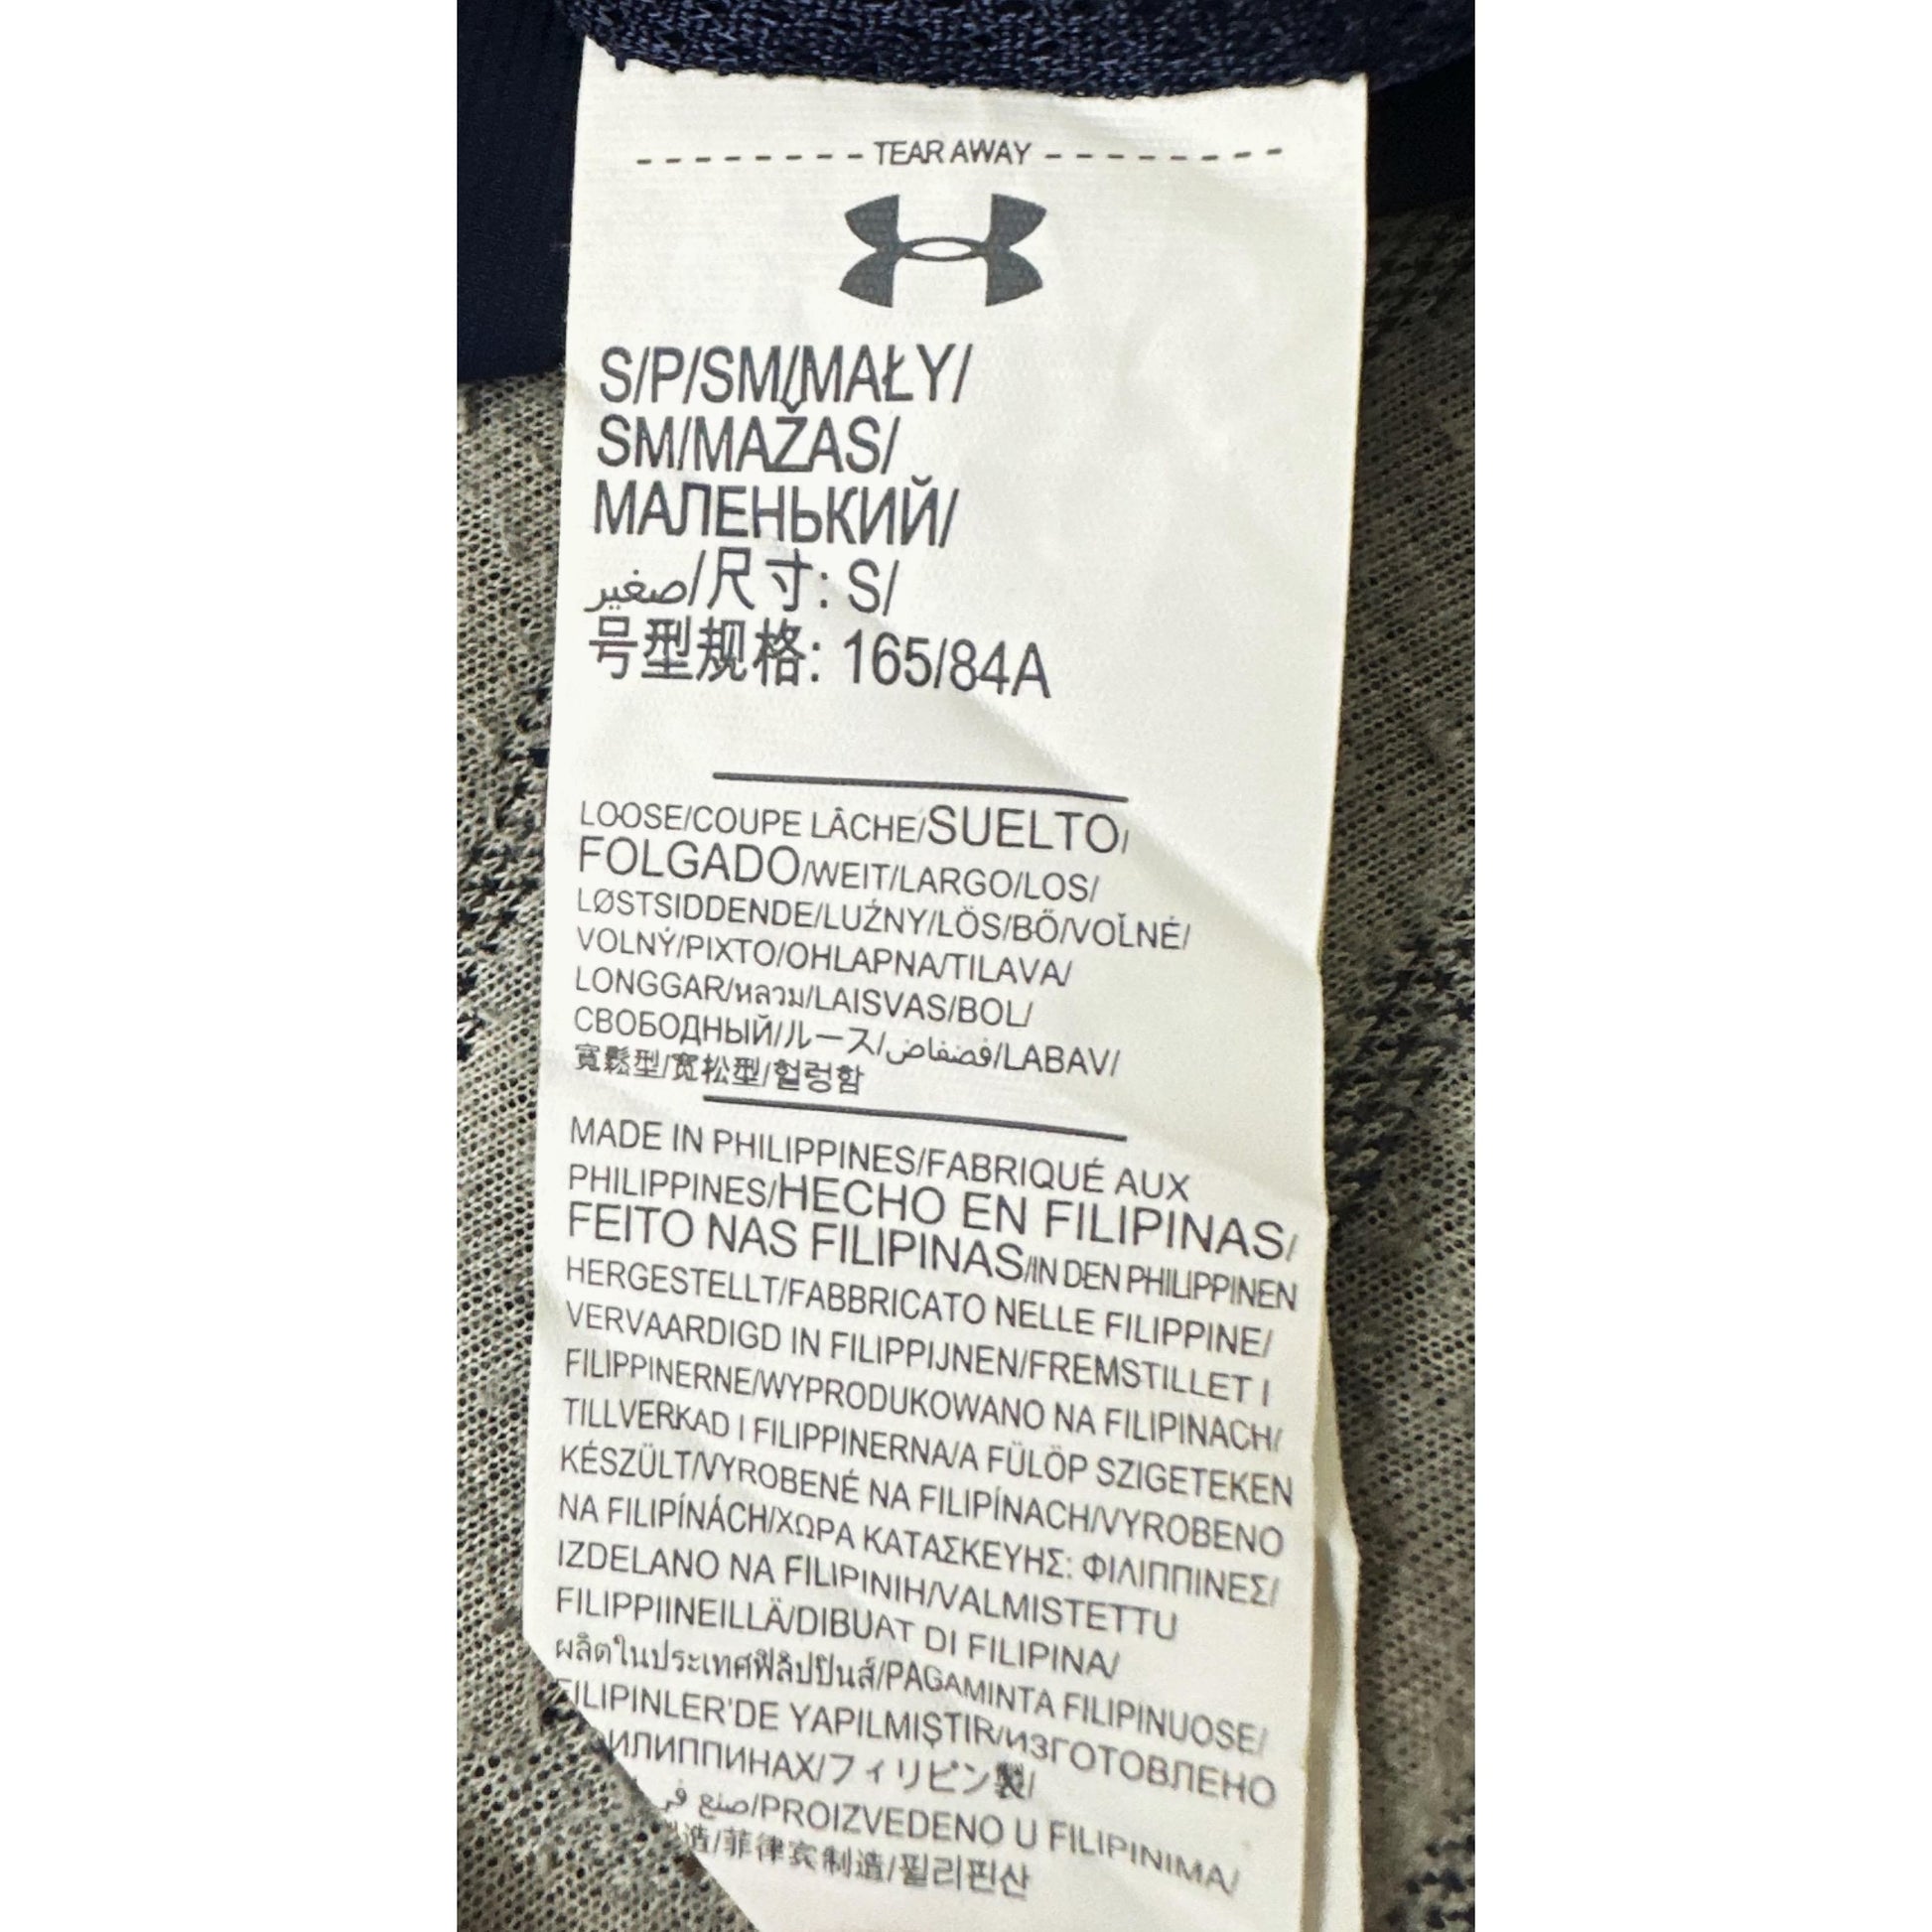 TEAR AWAY
S/P/SM/MAŁY/
SM/MAŽAS/
МАЛЕНЬКИЙ/
صغير/尺寸: S/
号型规格: 165/84A
LOOSE/COUPE LÂCHE/SUELTO/
FOLGADO/WEIT/LARGO/LOS/
LØSTSIDDENDE/LUŹNY/LÖS/BŐ/VOĽNÉ/
VOLNÝ/PIXTO/OHLAPNA/TILAVA/
LONGGAR/หลวม/LAISVAS/BOL/
СВОБОДНЫЙ/ルース/فضفاض/LABAV/
寬鬆型/宽松型/헐렁함
MADE IN PHILIPPINES/FABRIQUÉ AUX
PHILIPPINES/HECHO EN FILIPINAS/
FEITO NAS FILIPINAS/IN DEN PHILIPPINEN
HERGESTELLT/FABBRICATO NELLE FILIPPINE/
VERVAARDIGD IN FILIPPIJNEN/FREMSTILLET I
FILIPPINERNE/WYPRODUKOWANO NA FILIPINACH/
TILLVERKAD I FILIPPINERNA/A FÜLÖP SZIGETEKEN
KÉSZÜLT/VYROBENÉ NA FILIPÍNACH/VYROBENO
NA FILIPÍNÁCH/ΧΩΡΑ ΚΑΤΑΣΚΕΥΗΣ: ΦΙΛΙΠΠΙΝΕΣ/
IZDELANO NA FILIPINIH/VALMISTETTU
FILIPPIINEILLÄ/DIBUAT DI FILIPINA/
ผลิตในประเทศฟิลิปปินส์/PAGAMINTA FILIPINUOSE/
FILIPINLER'DE YAPILMIŞTIR/ИЗГОТОВЛЕНО
ИЛИППИНАХ/フィリピン製/
صنع في/PROIZVEDENO U FILIPINIMA/
造/菲律宾制造/필리핀산